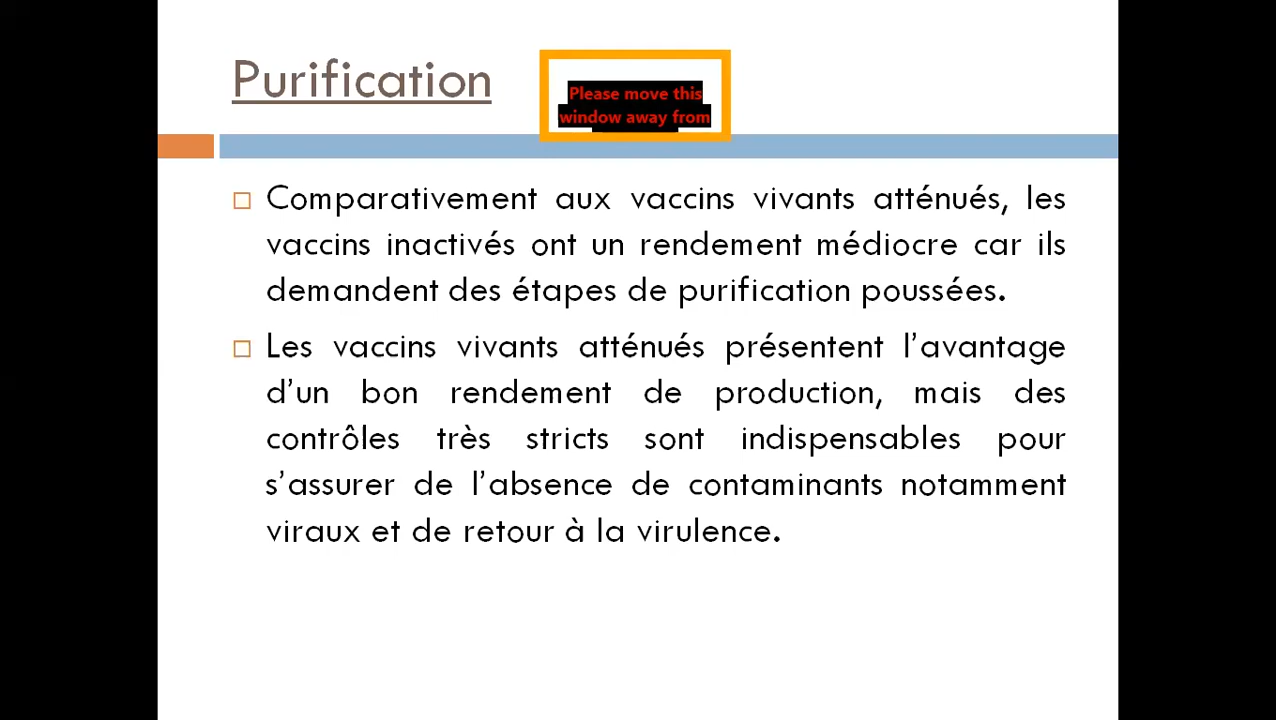 Purification
Please move this
window away from
Comparativement aux vaccins vivants atténués, les
vaccins inactivés ont un rendement médiocre car ils
demandent des étapes de purification poussées.
Les vaccins vivants atténués présentent l’avantage
d’un bon rendement de production, mais des
contrôles très stricts sont indispensables pour
s’assurer de l’absence de contaminants notamment
viraux et de retour à la virulence.